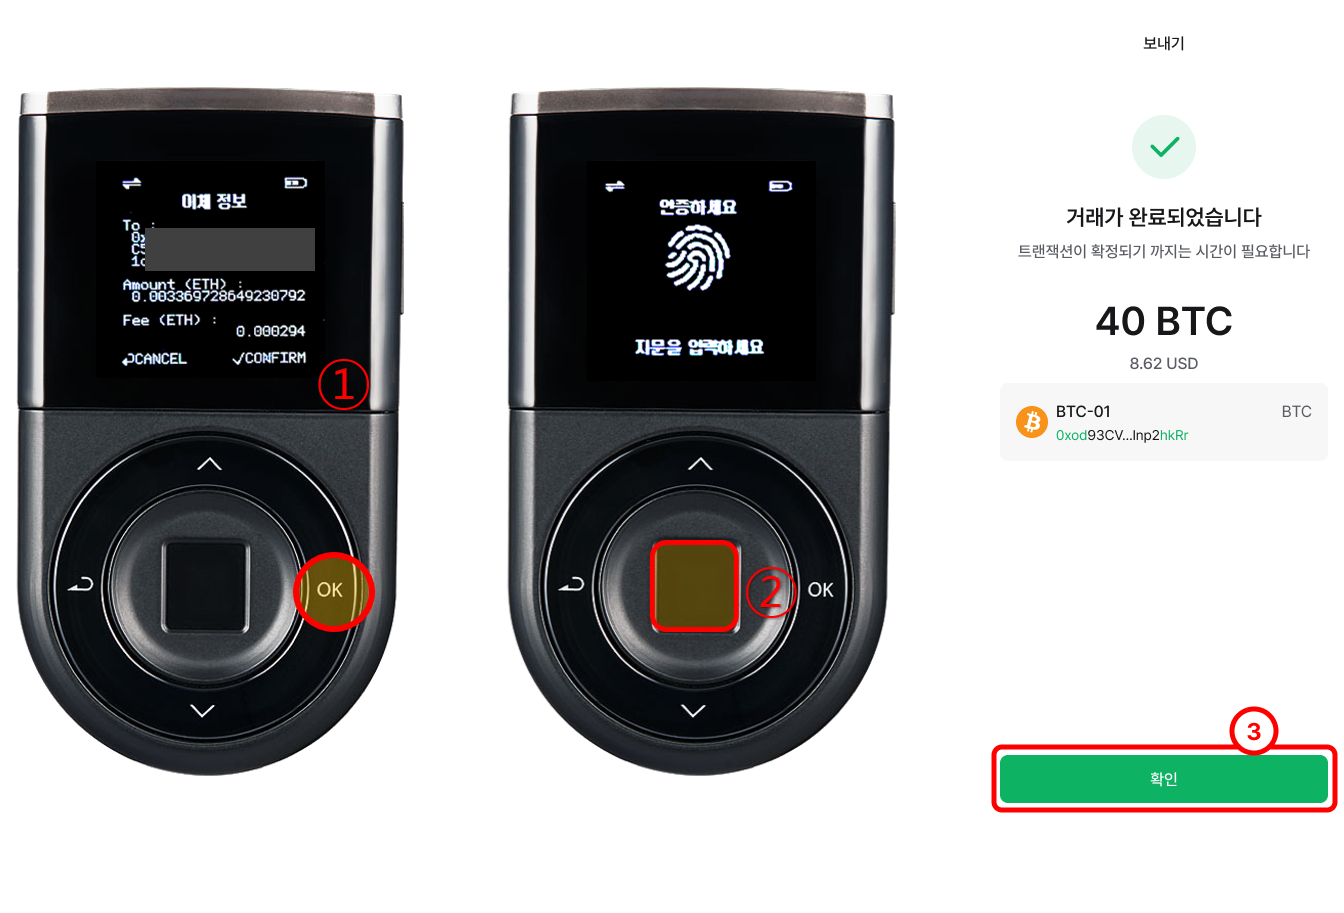 이체 정보
To :
0x
C5
1c
Amount (ETH) :
0.003369728649230792
Fee (ETH) :
0.000294
CANCEL
CONFIRM
①
OK
인증하세요
지문을 입력하세요
②
OK
보내기
거래가 완료되었습니다
트랜잭션이 확정되기 까지는 시간이 필요합니다
40 BTC
8.62 USD
BTC-01
BTC
0xod93CV...lnp2hkRr
3
확인